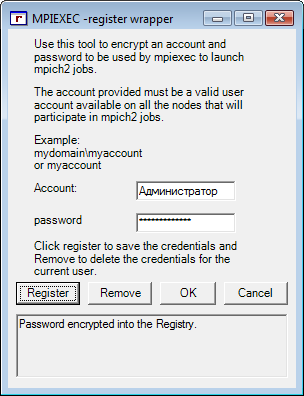 MPIEXEC -register wrapper
Use this tool to encrypt an account and
password to be used by mpiexec to launch
mpich2 jobs.
The account provided must be a valid user
account available on all the nodes that will
participate in mpich2 jobs.
Example:
mydomain\myaccount
or myaccount
Account: Администратор
password *************
Click register to save the credentials and
Remove to delete the credentials for the
current user.
Register Remove OK Cancel
Password encrypted into the Registry.